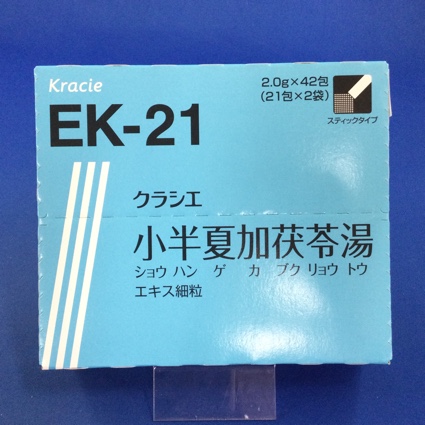 Kracie
2.0g×42包
(21包×2袋)
スティックタイプ
EK-21
クラシエ
小半夏加茯苓湯
ショウ ハン ゲ カ ブク リョウ トウ
エキス細粒